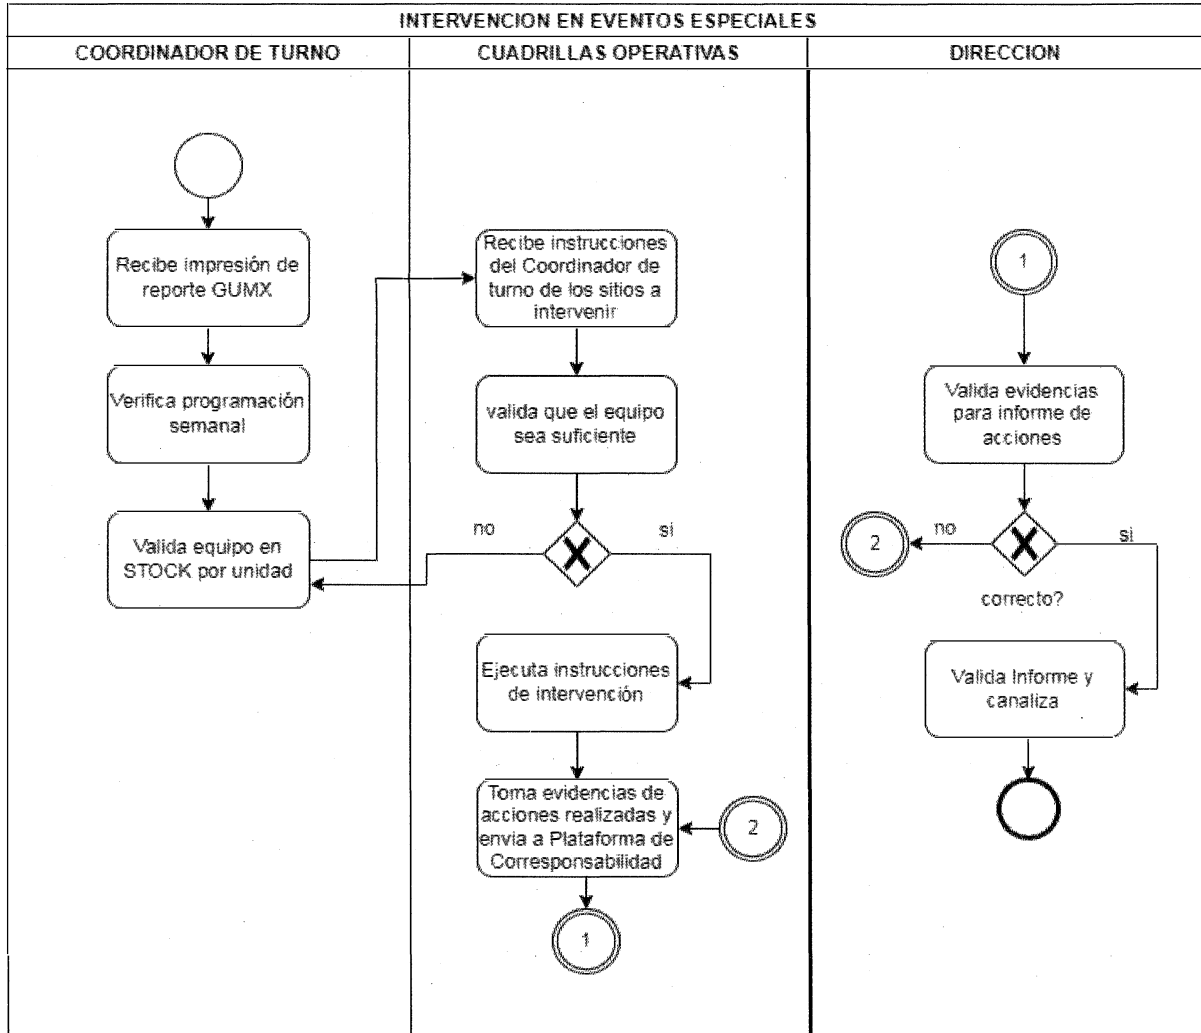 INTERVENCION EN EVENTOS ESPECIALES
COORDINADOR DE TURNO
CUADRILLAS OPERATIVAS
DIRECCION
Recibe impresión de
reporte GUMX
Verifica programación
semanal
Valida equipo en
STOCK por unidad
Recibe instrucciones
del Coordinador de
turno de los sitios a
intervenir
valida que el equipo
sea suficiente
no
si
Ejecuta instrucciones
de intervención
Toma evidencias de
acciones realizadas y
envia a Plataforma de
Corresponsabilidad
2
1
1
Valida evidencias
para informe de
acciones
2
no
si
correcto?
Valida Informe y
canaliza